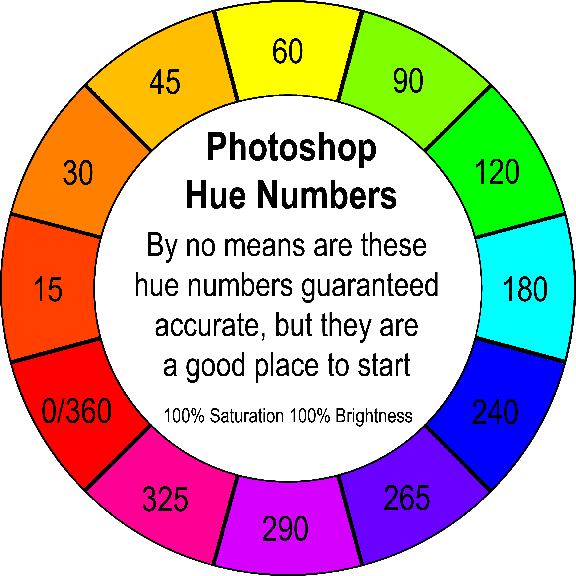 60
90
120
180
240
265
290
325
0/360
15
30
45
Photoshop
Hue Numbers
By no means are these
hue numbers guaranteed
accurate, but they are
a good place to start
100% Saturation 100% Brightness